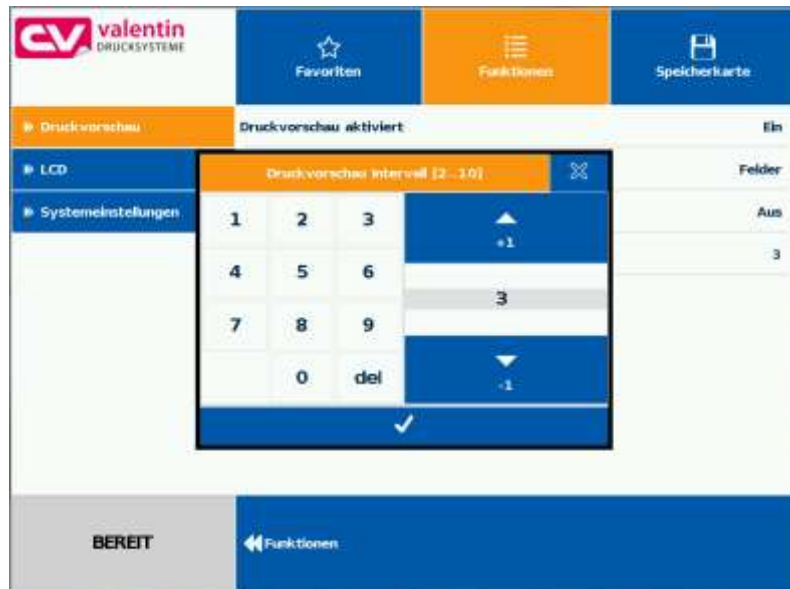 CV valentin
DRUCKSYSTEME
Favoriten
Funktionen
Speicherkarte
Druckvorschau
Druckvorschau aktiviert
Ein
LCD
Felder
Systemeinstellungen
Aus
3
Druckvorschau Intervall [2..10]
1 2 3
4 5 6
7 8 9
0 del
+1
3
-1
BEREIT
Funktionen